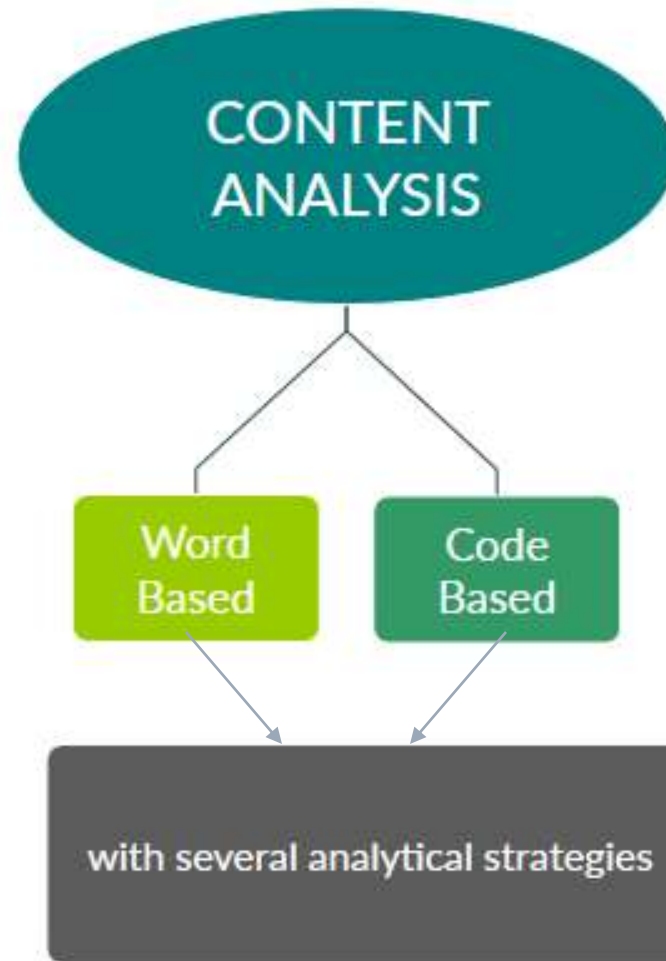 CONTENT
ANALYSIS
Word
Based
Code
Based
with several analytical strategies